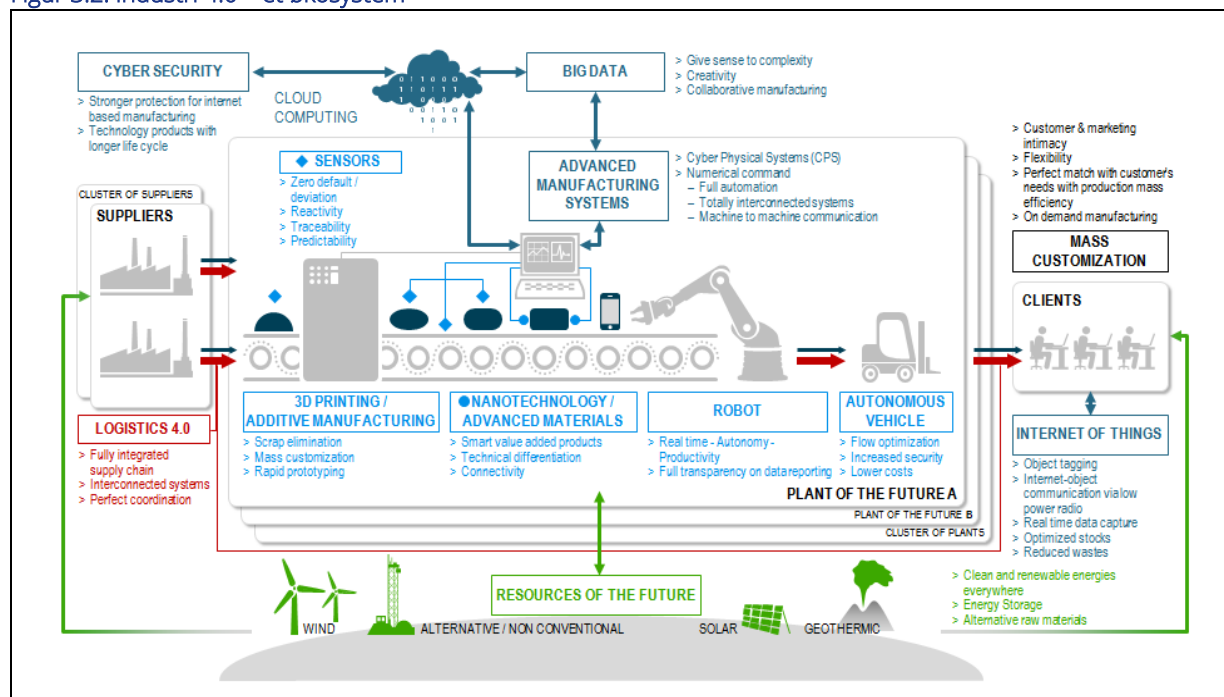 Figur 3.2. Industri 4.0 – et økosystem
CYBER SECURITY
> Stronger protection for internet
based manufacturing
> Technology products with
longer life cycle
CLOUD
COMPUTING
BIG DATA
> Give sense to complexity
> Creativity
> Collaborative manufacturing
SENSORS
> Zero default /
deviation
> Reactivity
> Traceability
> Predictability
ADVANCED
MANUFACTURING
SYSTEMS
> Cyber Physical Systems (CPS)
> Numerical command
– Full automation
– Totally interconnected systems
– Machine to machine communication
> Customer & marketing
intimacy
> Flexibility
> Perfect match with customer's
needs with production mass
efficiency
> On demand manufacturing
MASS
CUSTOMIZATION
CLUSTER OF SUPPLIERS
SUPPLIERS
CLIENTS
LOGISTICS 4.0
> Fully integrated
supply chain
> Interconnected systems
> Perfect coordination
3D PRINTING /
ADDITIVE MANUFACTURING
> Scrap elimination
> Mass customization
> Rapid prototyping
NANOTECHNOLOGY /
ADVANCED MATERIALS
> Smart value added products
> Technical differentiation
> Connectivity
ROBOT
> Real time - Autonomy -
Productivity
> Full transparency on data reporting
AUTONOMOUS
VEHICLE
> Flow optimization
> Increased security
> Lower costs
INTERNET OF THINGS
> Object tagging
> Internet-object
communication via low
power radio
> Real time data capture
> Optimized stocks
> Reduced wastes
PLANT OF THE FUTURE A
PLANT OF THE FUTURE B
CLUSTER OF PLANTS
RESOURCES OF THE FUTURE
> Clean and renewable energies
everywhere
> Energy Storage
> Alternative raw materials
WIND
ALTERNATIVE / NON CONVENTIONAL
SOLAR
GEOTHERMIC